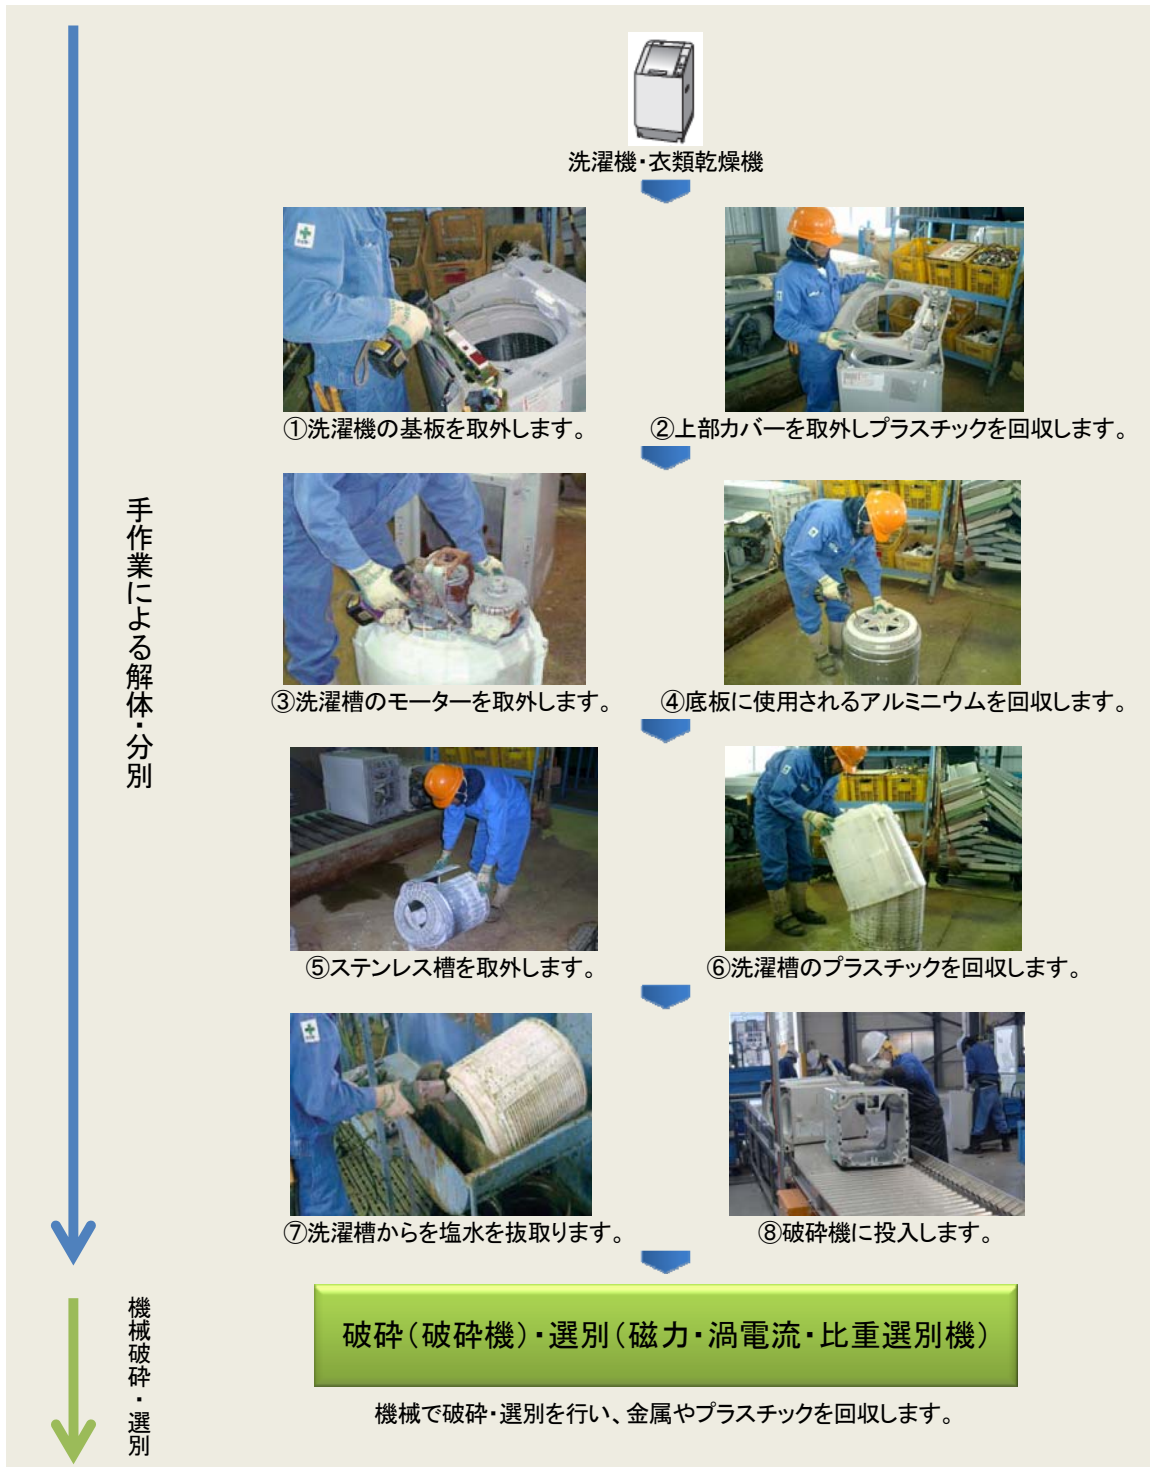 洗濯機・衣類乾燥機
①洗濯機の基板を取外します。
②上部カバーを取外しプラスチックを回収します。
③洗濯槽のモーターを取外します。
④底板に使用されるアルミニウムを回収します。
⑤ステンレス槽を取外します。
⑥洗濯槽のプラスチックを回収します。
⑦洗濯槽からを塩水を抜取ります。
⑧破砕機に投入します。
手作業による解体・分別
破砕（破砕機）・選別（磁力・渦電流・比重選別機）
機械で破砕・選別を行い、金属やプラスチックを回収します。
機械破砕・選別